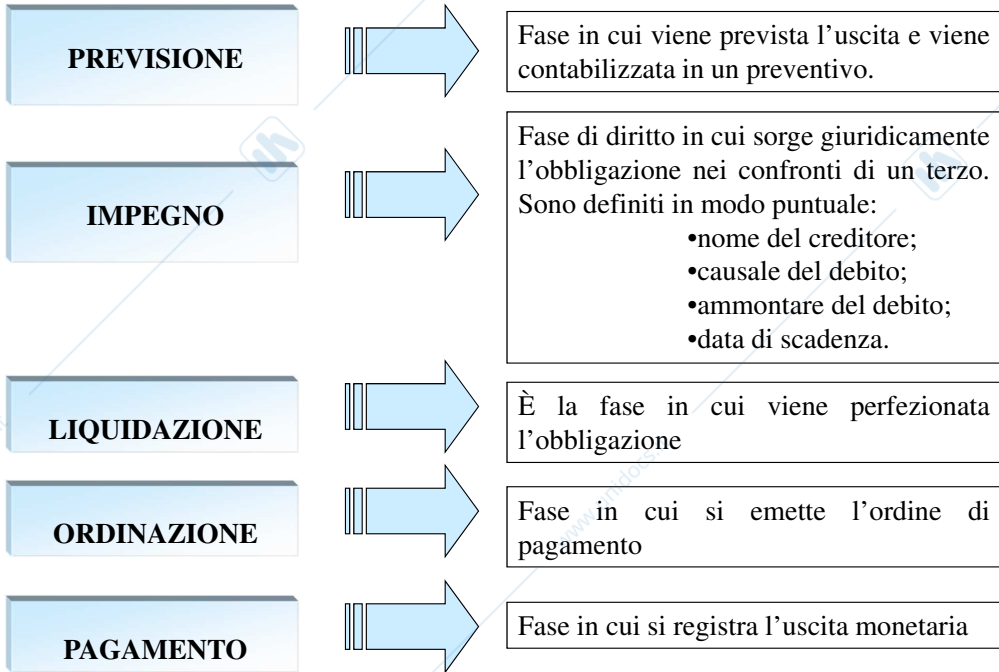 PREVISIONE
Fase in cui viene prevista l’uscita e viene
contabilizzata in un preventivo.
IMPEGNO
Fase di diritto in cui sorge giuridicamente
l’obbligazione nei confronti di un terzo.
Sono definiti in modo puntuale:
•nome del creditore;
•causale del debito;
•ammontare del debito;
•data di scadenza.
LIQUIDAZIONE
È la fase in cui viene perfezionata
l’obbligazione
ORDINAZIONE
Fase in cui si emette l’ordine di
pagamento
PAGAMENTO
Fase in cui si registra l’uscita monetaria